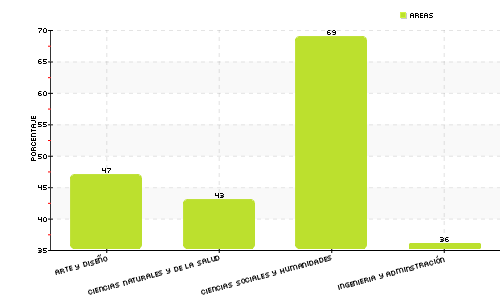 AREAS
70
65
60
55
50
45
40
35
PORCENTAJE
47
43
69
36
ARTE Y DISEÑO
CIENCIAS NATURALES Y DE LA SALUD
CIENCIAS SOCIALES Y HUMANIDADES
INGENIERIA Y ADMINSTRACIÓN